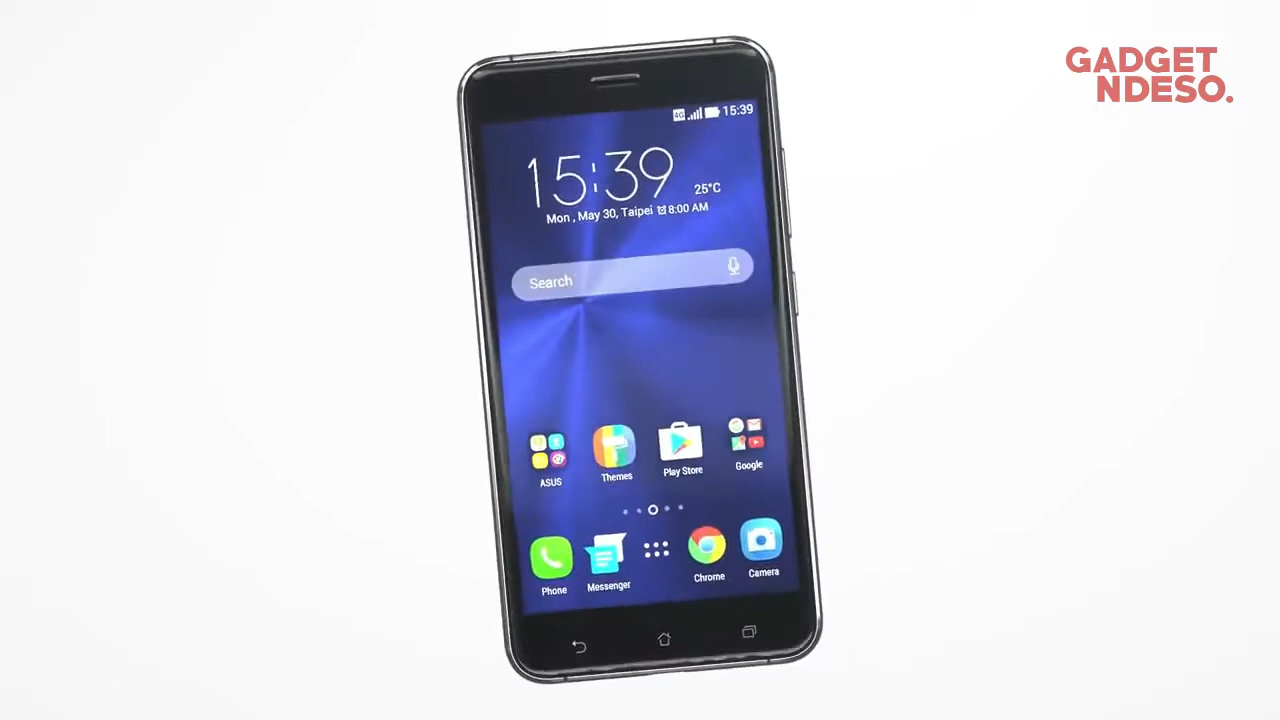 GADGET
NDESO.
4G 15:39
15:39
25°C
Mon , May 30, Taipei 8:00 AM
Search
ASUS
Themes
Play Store
Google
Phone
Messenger
Chrome
Camera